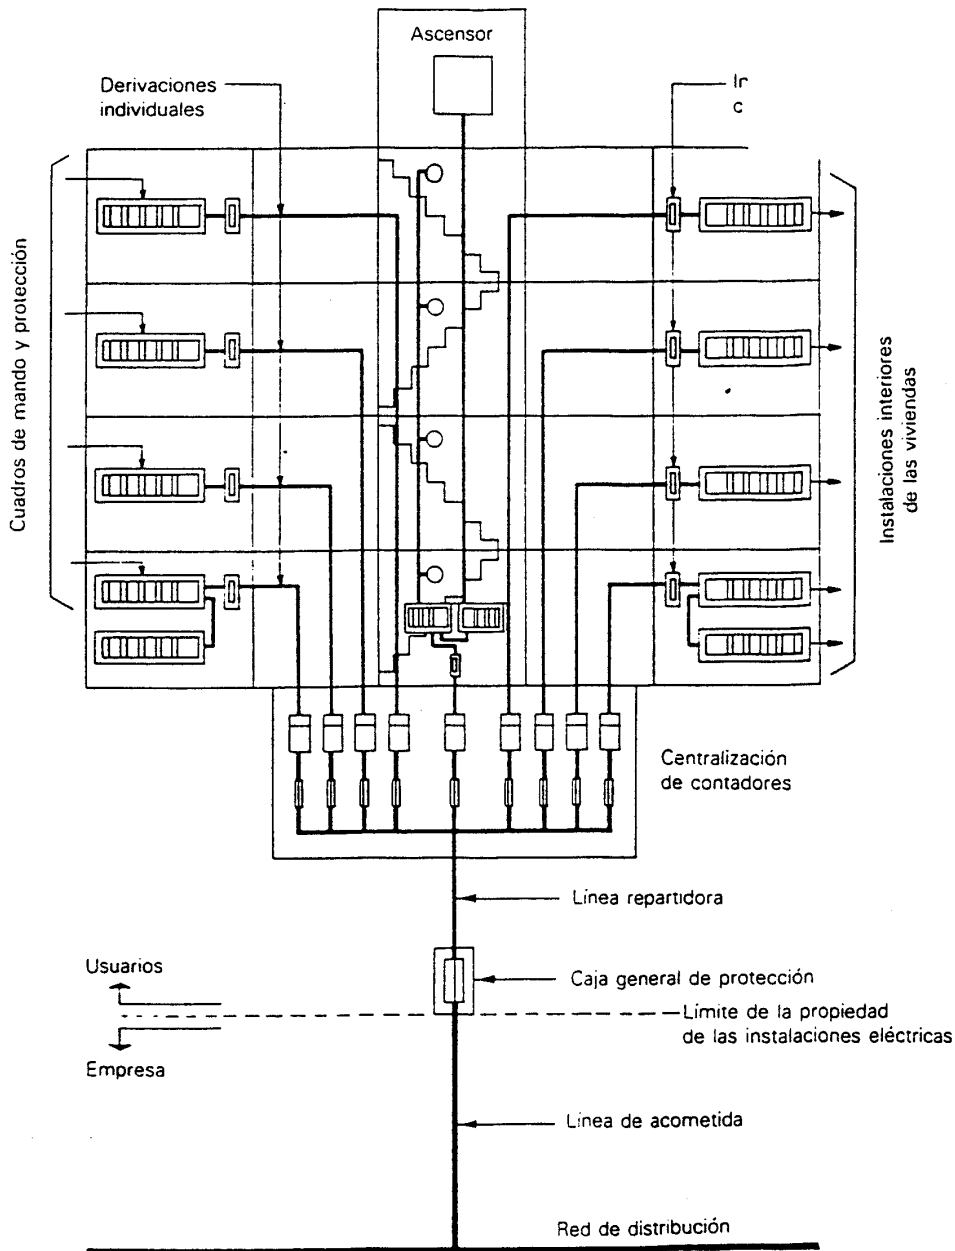 Ascensor
Derivaciones
individuales
Cuadros de mando y protección
Instalaciones interiores
de las viviendas
Centralización
de contadores
Línea repartidora
Caja general de protección
Usuarios
Límite de la propiedad
de las instalaciones eléctricas
Empresa
Línea de acometida
Red de distribución